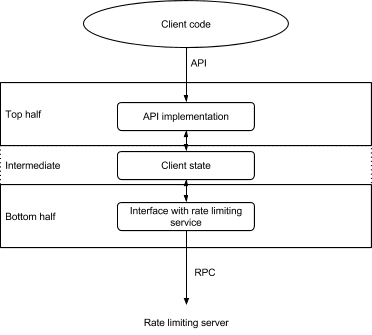 Client code
API
Top half
API implementation
Intermediate
Client state
Bottom half
Interface with rate limiting
service
RPC
Rate limiting server